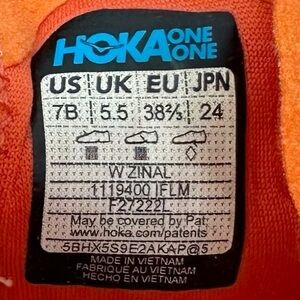 HOKA ONE ONE
US UK EU JPN
7B 5.5 38⅔ 24
W ZINAL
1119400 IFLM
F27222L
May be covered by Pat:
www.hoka.com/patents
5BHX5S9E2AKAP@5
MADE IN VIETNAM
FABRIQUÉ AU VIETNAM
HECHO EN VIETNAM